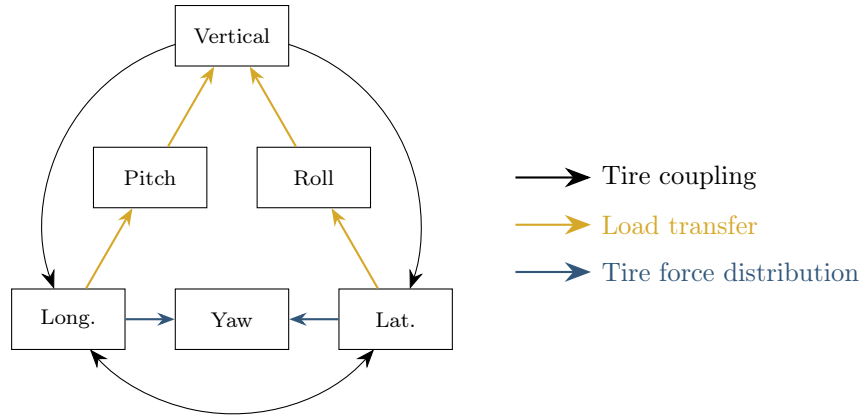 Vertical
Pitch
Roll
Tire coupling
Load transfer
Tire force distribution
Long.
Yaw
Lat.